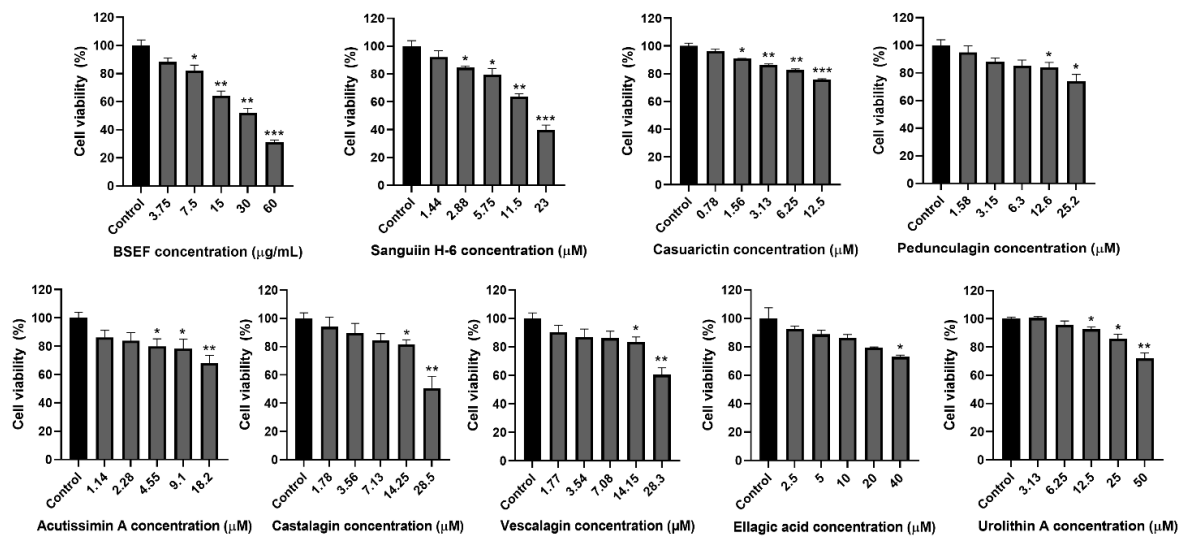 Cell viability (%)
120
100
80
60
40
20
0
* ** ** ***
Control 3.75 7.5 15 30 60
BSEF concentration (μg/mL)
Cell viability (%)
120
100
80
60
40
20
0
* * ** ***
Control 1.44 2.88 5.75 11.5 23
Sanguiin H-6 concentration (μM)
Cell viability (%)
120
100
80
60
40
20
0
* ** ** ***
Control 0.78 1.56 3.13 6.25 12.5
Casuarictin concentration (μM)
Cell viability (%)
120
100
80
60
40
20
0
* *
Control 1.58 3.15 6.3 12.6 25.2
Pedunculagin concentration (μM)
Cell viability (%)
120
100
80
60
40
20
0
* * **
Control 1.14 2.28 4.55 9.1 18.2
Acutissimin A concentration (μM)
Cell viability (%)
120
100
80
60
40
20
0
* **
Control 1.78 3.56 7.13 14.25 28.5
Castalagin concentration (μM)
Cell viability (%)
120
100
80
60
40
20
0
* **
Control 1.77 3.54 7.08 14.15 28.3
Vescalagin concentration (μM)
Cell viability (%)
120
100
80
60
40
20
0
*
Control 2.5 5 10 20 40
Ellagic acid concentration (μM)
Cell viability (%)
120
100
80
60
40
20
0
* * **
Control 3.13 6.25 12.5 25 50
Urolithin A concentration (μM)